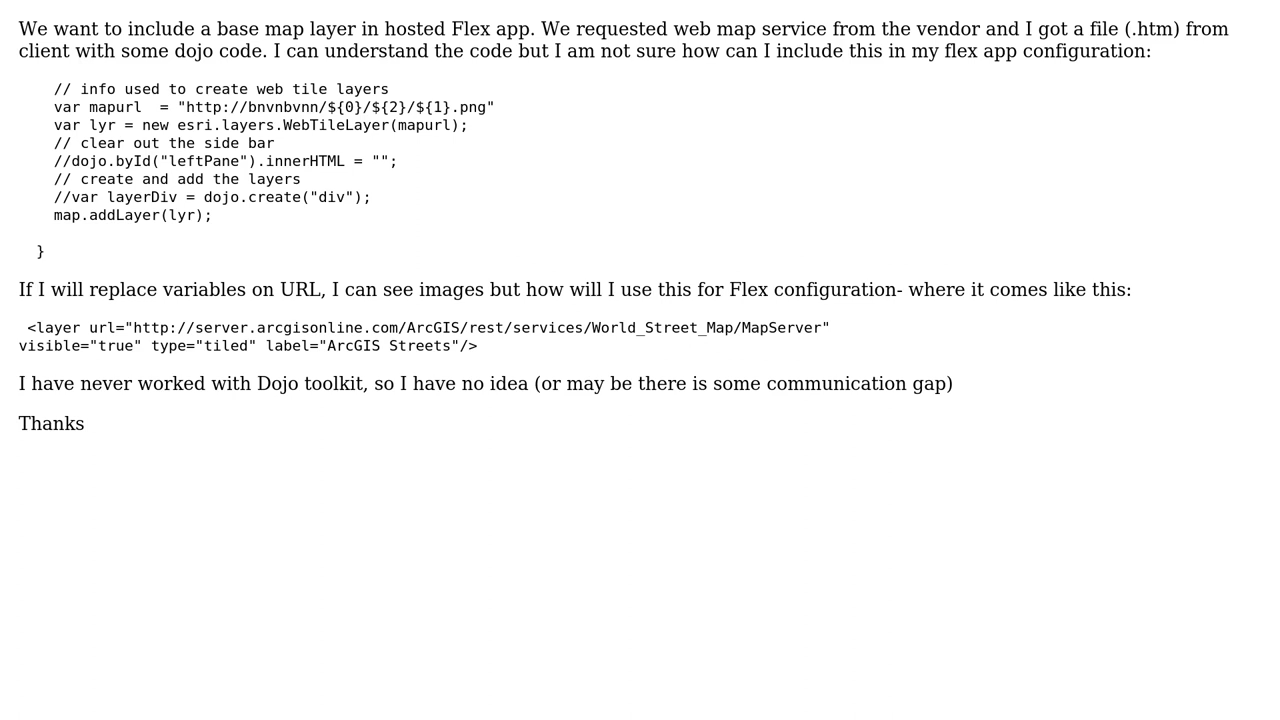 We want to include a base map layer in hosted Flex app. We requested web map service from the vendor and I got a file (.htm) from
client with some dojo code. I can understand the code but I am not sure how can I include this in my flex app configuration:
// info used to create web tile layers
var mapurl  = "http://bnvnbvnn/${0}/${2}/${1}.png"
var lyr = new esri.layers.WebTileLayer(mapurl);
// clear out the side bar
//dojo.byId("leftPane").innerHTML = "";
// create and add the layers
//var layerDiv = dojo.create("div");
map.addLayer(lyr);
}
If I will replace variables on URL, I can see images but how will I use this for Flex configuration- where it comes like this:
<layer url="http://server.arcgisonline.com/ArcGIS/rest/services/World_Street_Map/MapServer"
visible="true" type="tiled" label="ArcGIS Streets"/>
I have never worked with Dojo toolkit, so I have no idea (or may be there is some communication gap)
Thanks